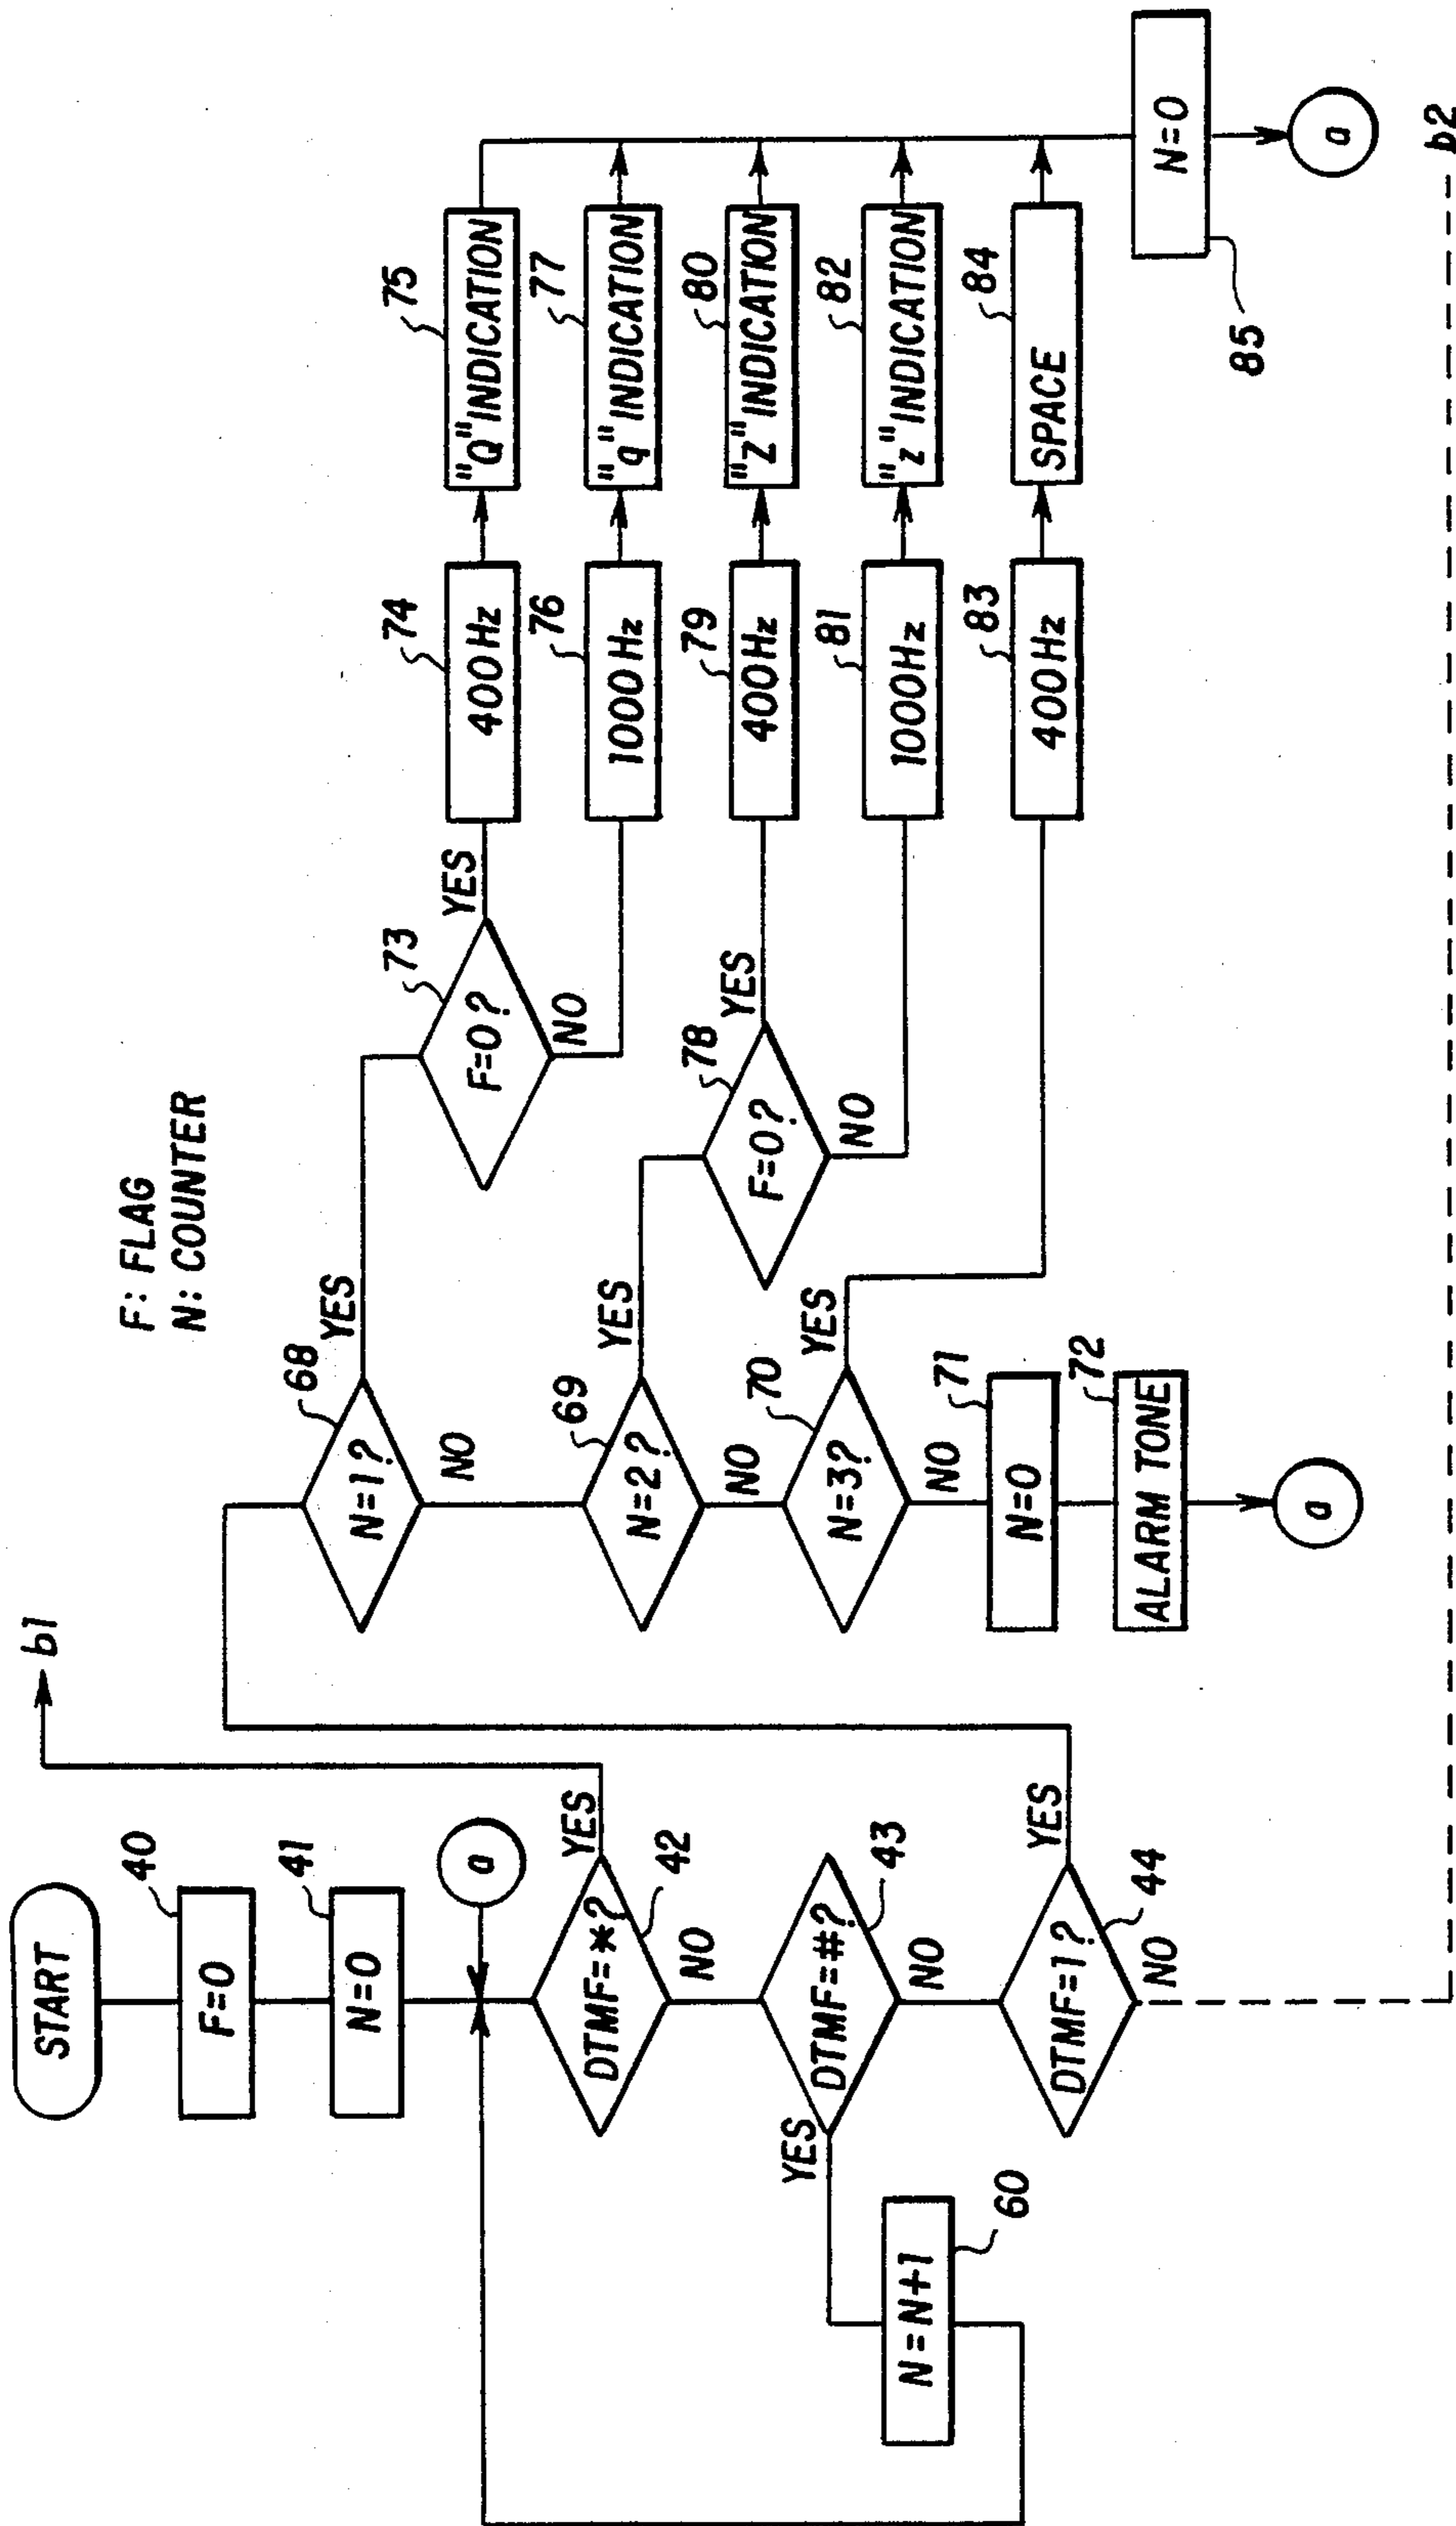 F: FLAG
N: COUNTER
START
40
F=0
41
N=0
a
DTMF=*?
42
YES
b1
NO
DTMF=#?
43
YES
N=N+1
60
NO
DTMF=1?
44
YES
NO
b2
68
N=1?
YES
NO
69
N=2?
YES
NO
70
N=3?
YES
NO
71
N=0
72
ALARM TONE
a
73
F=0?
YES
NO
74
400Hz
75
"Q" INDICATION
76
1000Hz
77
"q" INDICATION
78
F=0?
YES
NO
79
400Hz
80
"Z" INDICATION
81
1000Hz
82
"z" INDICATION
83
400Hz
84
SPACE
N=0
85
a